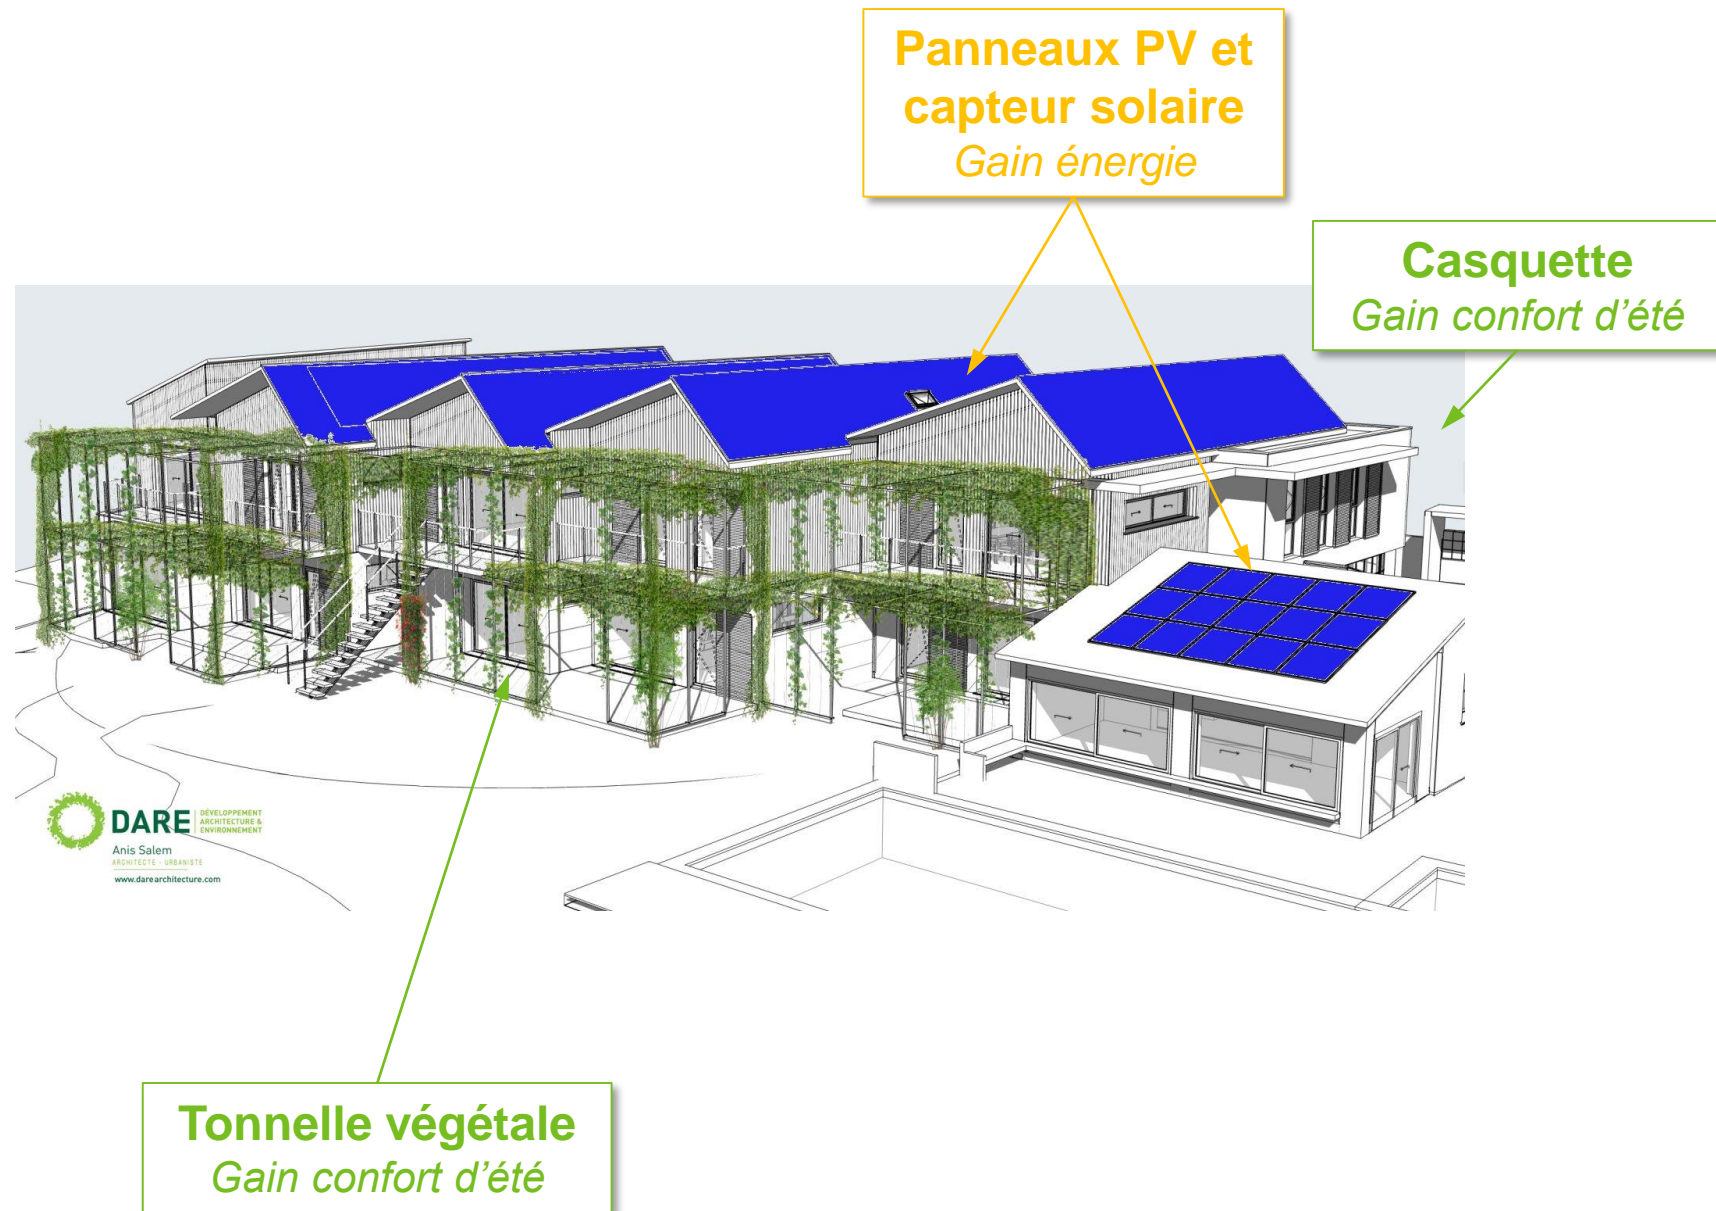 Panneaux PV et
capteur solaire
Gain énergie
Casquette
Gain confort d’été
DARE
DÉVELOPPEMENT
ARCHITECTURE &
ENVIRONNEMENT
Anis Salem
ARCHITECTE - URBANISTE
www.darearchitecture.com
Tonnelle végétale
Gain confort d’été